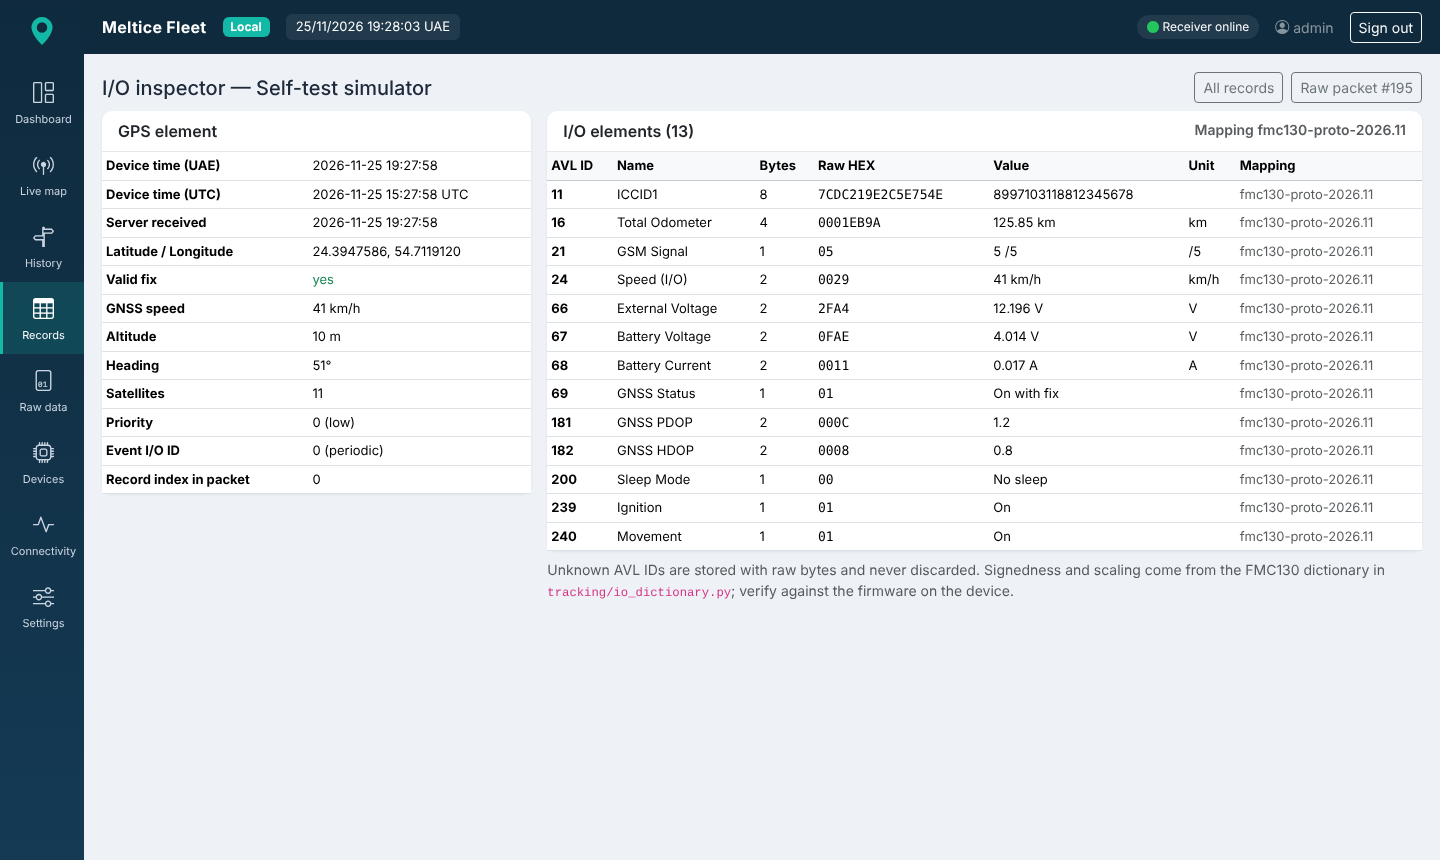 Meltice Fleet Local 25/11/2026 19:28:03 UAE Receiver online admin Sign out
Dashboard
Live map
History
Records
01
Raw data
Devices
Connectivity
Settings
I/O inspector — Self-test simulator All records Raw packet #195
GPS element
Device time (UAE) 2026-11-25 19:27:58
Device time (UTC) 2026-11-25 15:27:58 UTC
Server received 2026-11-25 19:27:58
Latitude / Longitude 24.3947586, 54.7119120
Valid fix yes
GNSS speed 41 km/h
Altitude 10 m
Heading 51°
Satellites 11
Priority 0 (low)
Event I/O ID 0 (periodic)
Record index in packet 0
I/O elements (13) Mapping fmc130-proto-2026.11
AVL ID Name Bytes Raw HEX Value Unit Mapping
11 ICCID1 8 7CDC219E2C5E754E 8997103118812345678 fmc130-proto-2026.11
16 Total Odometer 4 0001EB9A 125.85 km km fmc130-proto-2026.11
21 GSM Signal 1 05 5 /5 /5 fmc130-proto-2026.11
24 Speed (I/O) 2 0029 41 km/h km/h fmc130-proto-2026.11
66 External Voltage 2 2FA4 12.196 V V fmc130-proto-2026.11
67 Battery Voltage 2 0FAE 4.014 V V fmc130-proto-2026.11
68 Battery Current 2 0011 0.017 A A fmc130-proto-2026.11
69 GNSS Status 1 01 On with fix fmc130-proto-2026.11
181 GNSS PDOP 2 000C 1.2 fmc130-proto-2026.11
182 GNSS HDOP 2 0008 0.8 fmc130-proto-2026.11
200 Sleep Mode 1 00 No sleep fmc130-proto-2026.11
239 Ignition 1 01 On fmc130-proto-2026.11
240 Movement 1 01 On fmc130-proto-2026.11
Unknown AVL IDs are stored with raw bytes and never discarded. Signedness and scaling come from the FMC130 dictionary in
tracking/io_dictionary.py; verify against the firmware on the device.